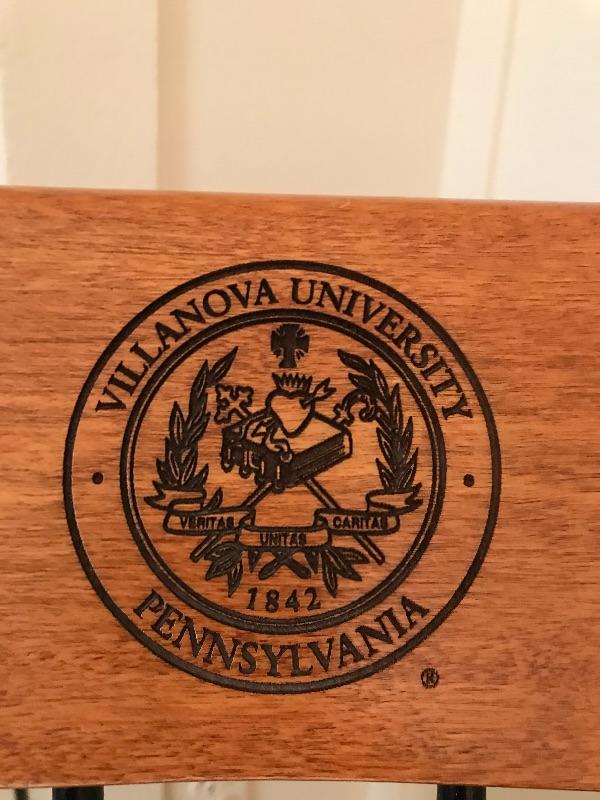 VILLANOVA UNIVERSITY
VERITAS
UNITAS
CARITAS
1842
PENNSYLVANIA
®